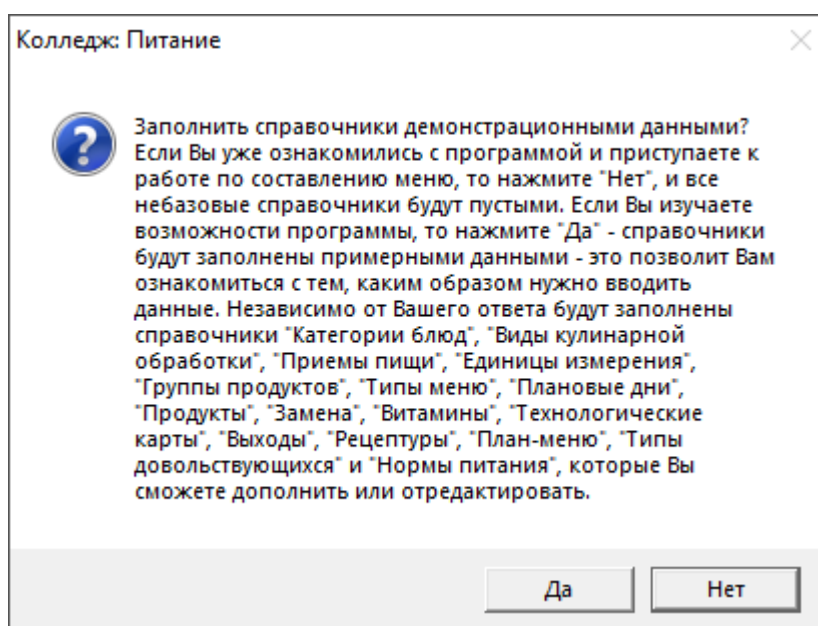 Колледж: Питание
Заполнить справочники демонстрационными данными?
Если Вы уже ознакомились с программой и приступаете к
работе по составлению меню, то нажмите "Нет", и все
небазовые справочники будут пустыми. Если Вы изучаете
возможности программы, то нажмите "Да" - справочники
будут заполнены примерными данными - это позволит Вам
ознакомиться с тем, каким образом нужно вводить
данные. Независимо от Вашего ответа будут заполнены
справочники "Категории блюд", "Виды кулинарной
обработки", "Приемы пищи", "Единицы измерения",
"Группы продуктов", "Типы меню", "Плановые дни",
"Продукты", "Замена", "Витамины", "Технологические
карты", "Выходы", "Рецептуры", "План-меню", "Типы
довольствующихся" и "Нормы питания", которые Вы
сможете дополнить или отредактировать.
Да
Нет